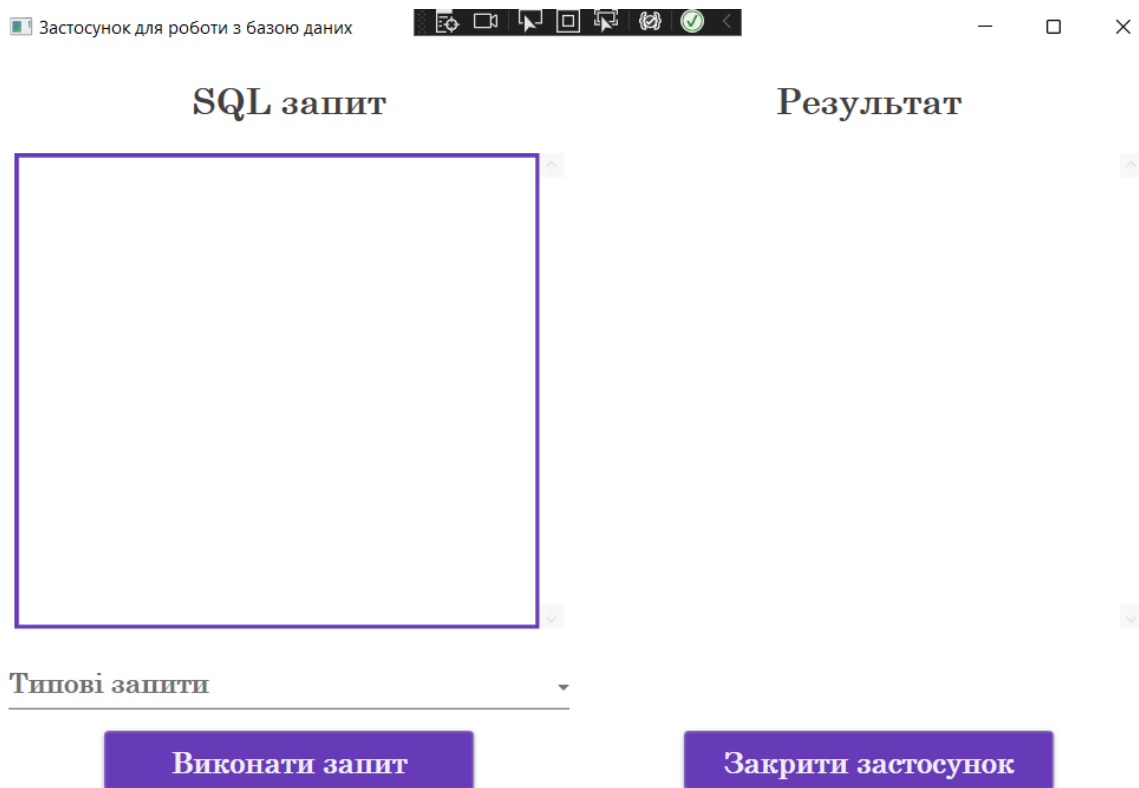 Застосунок для роботи з базою даних
SQL запит
Результат
Типові запити
Виконати запит
Закрити застосунок